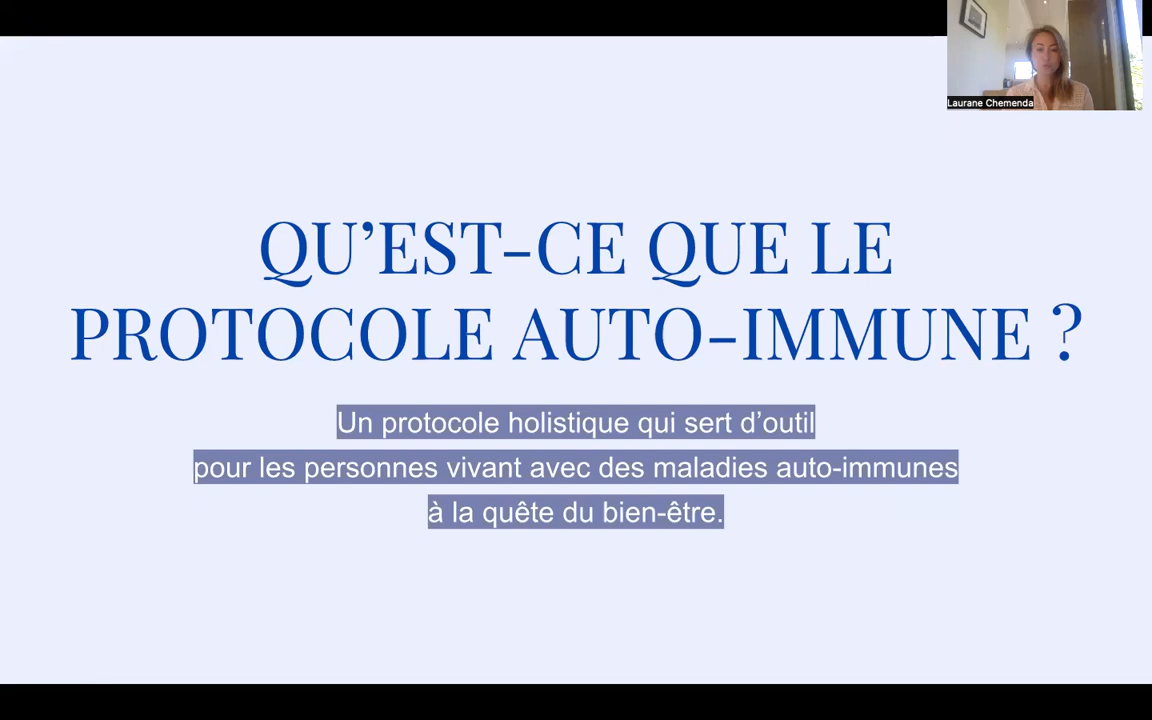 Laurane Chemenda
QU’EST-CE QUE LE
PROTOCOLE AUTO-IMMUNE ?
Un protocole holistique qui sert d’outil
pour les personnes vivant avec des maladies auto-immunes
à la quête du bien-être.